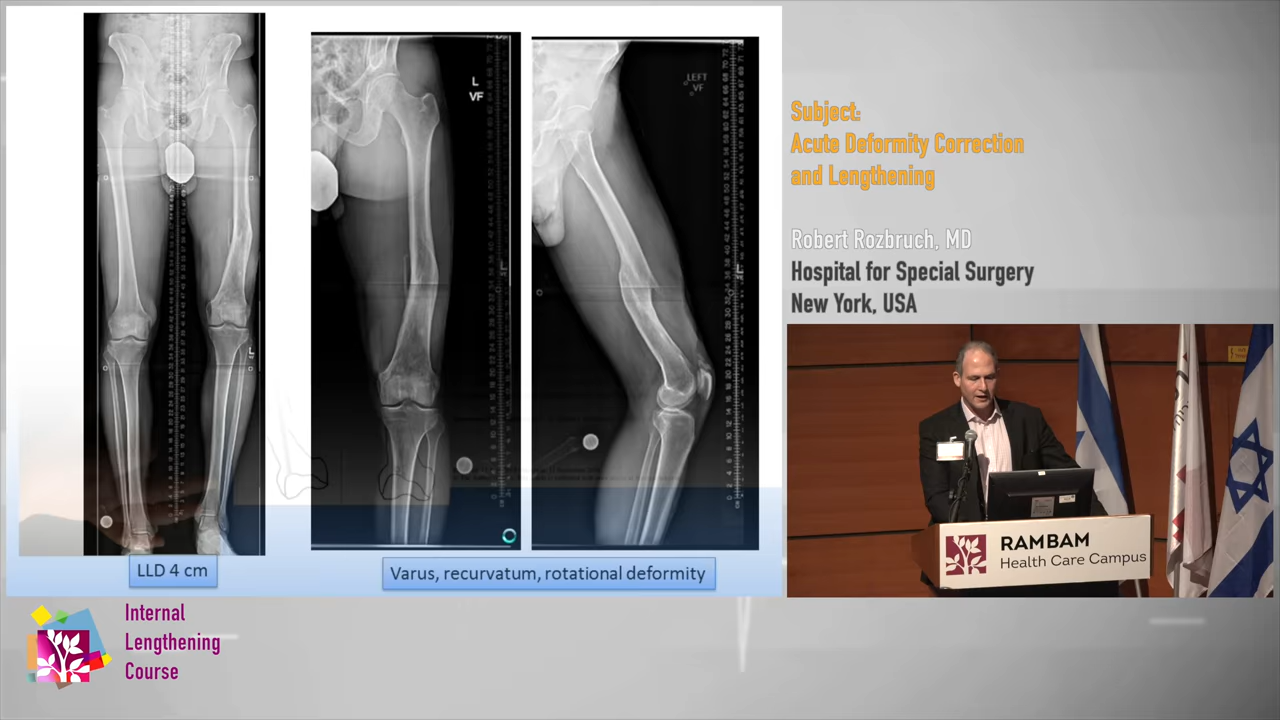 L
VF
LEFT
VF
L
LLD 4 cm
Varus, recurvatum, rotational deformity
Internal
Lengthening
Course
Subject:
Acute Deformity Correction
and Lengthening
Robert Rozbruch, MD
Hospital for Special Surgery
New York, USA
RAMBAM
Health Care Campus